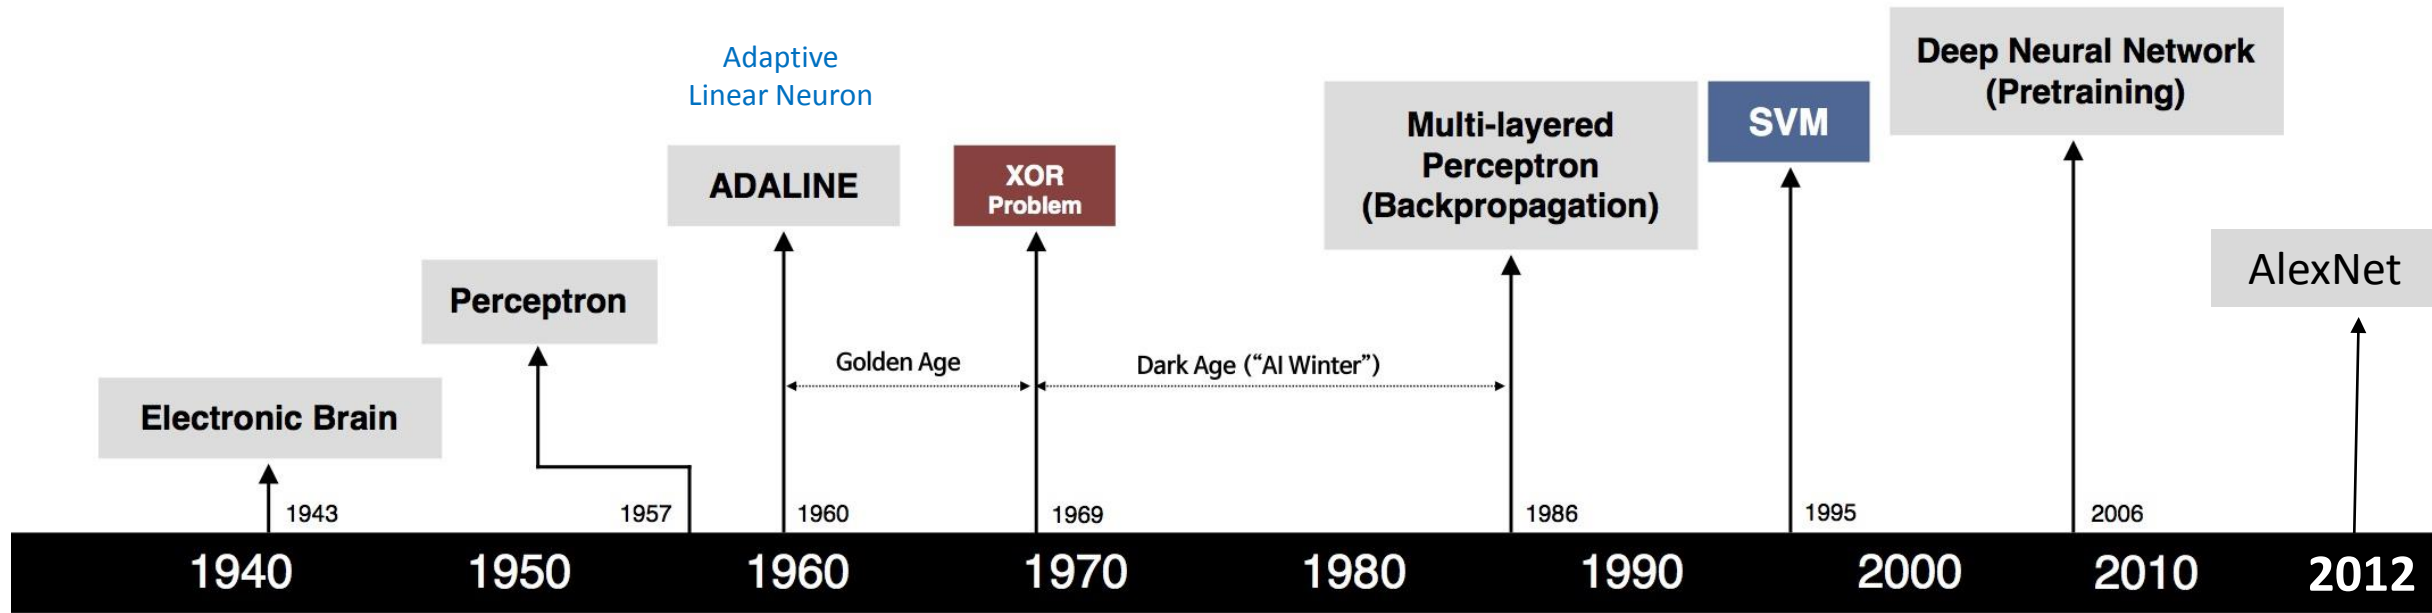 Adaptive
Linear Neuron
Electronic Brain
Perceptron
ADALINE
XOR
Problem
Multi-layered
Perceptron
(Backpropagation)
SVM
Deep Neural Network
(Pretraining)
AlexNet
Golden Age
Dark Age (“AI Winter”)
1943
1957
1960
1969
1986
1995
2006
1940
1950
1960
1970
1980
1990
2000
2010
2012